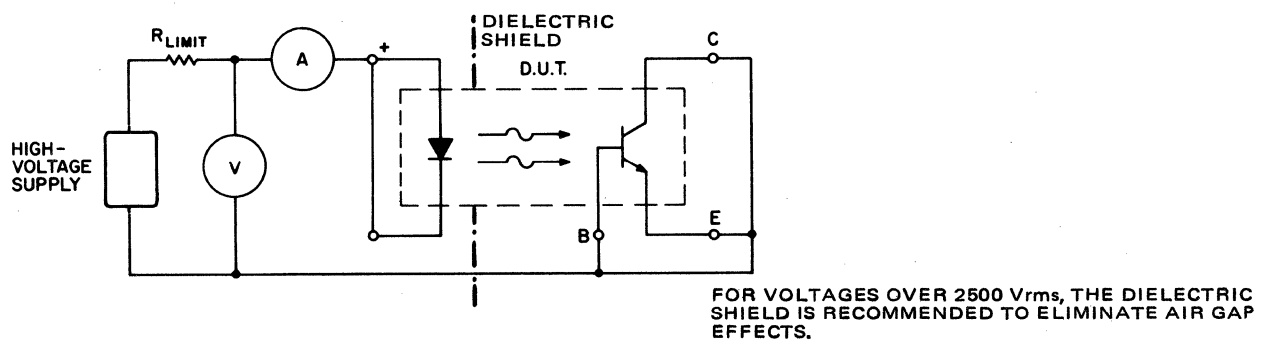 DIELECTRIC
SHIELD
R LIMIT
A
+
D.U.T.
C
HIGH-
VOLTAGE
SUPPLY
V
B
E
FOR VOLTAGES OVER 2500 Vrms, THE DIELECTRIC
SHIELD IS RECOMMENDED TO ELIMINATE AIR GAP
EFFECTS.